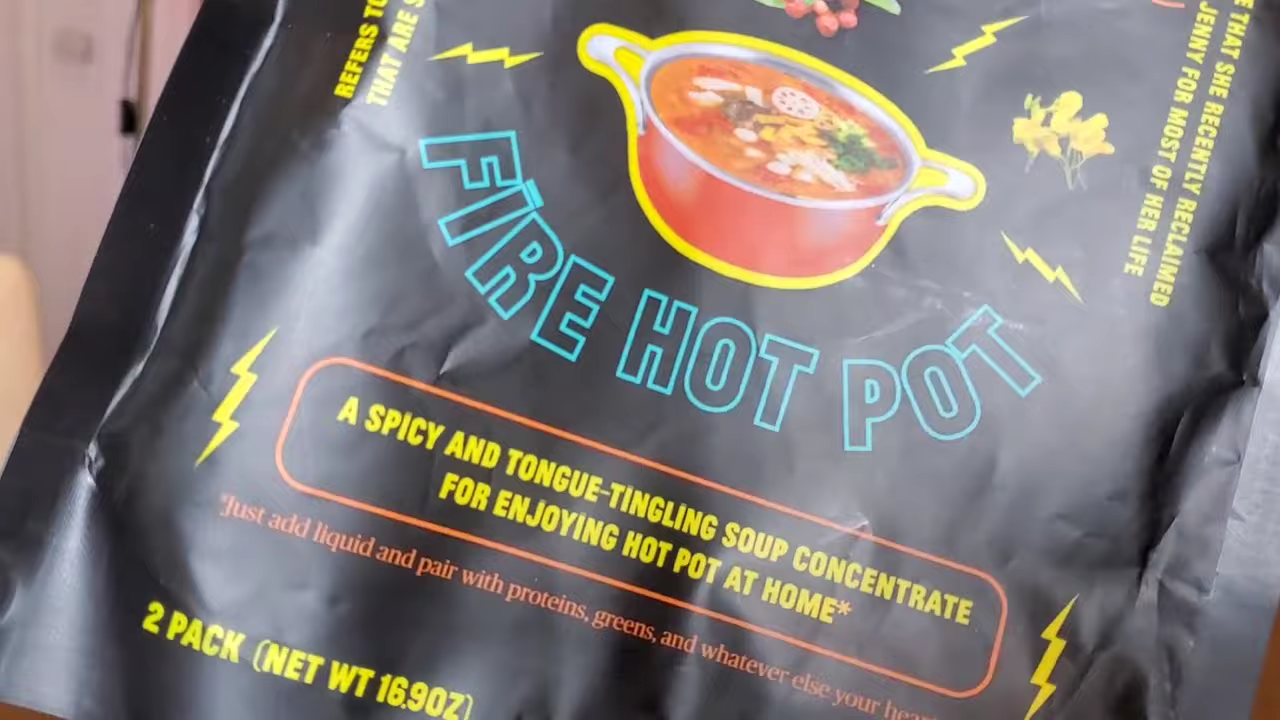 REFERS TO
THAT ARE
E THAT SHE RECENTLY RECLAIMED
JENNY FOR MOST OF HER LIFE
FIRE HOT POT
A SPICY AND TONGUE-TINGLING SOUP CONCENTRATE
FOR ENJOYING HOT POT AT HOME*
*Just add liquid and pair with proteins, greens, and whatever else your
2 PACK (NET WT 16.9OZ)